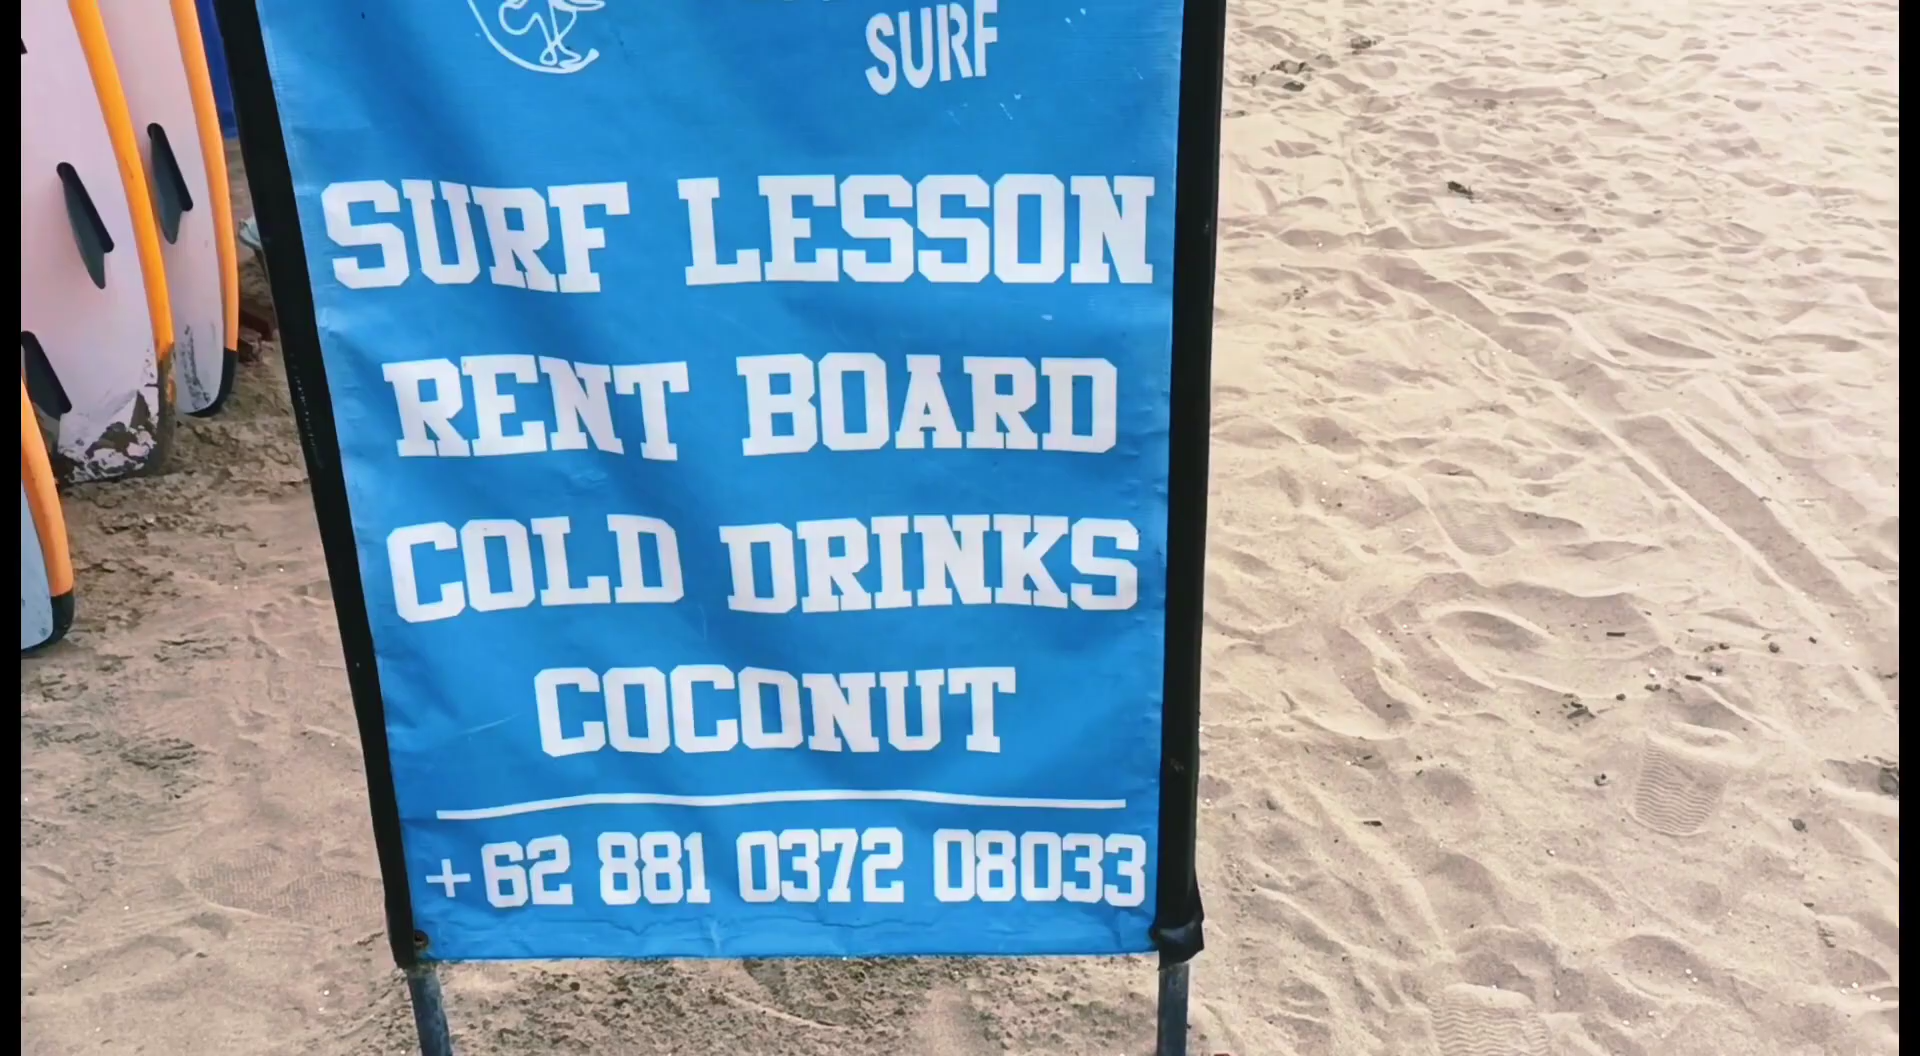 SURF
SURF LESSON
RENT BOARD
COLD DRINKS
COCONUT
+62 881 0372 08033